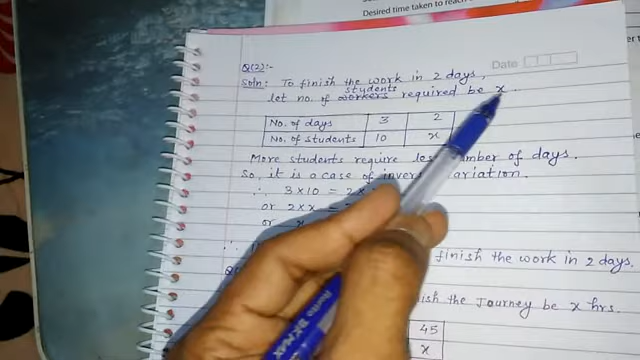 Desired time taken to reach
Date
Q(2):-
Soln: To finish the work in 2 days,
students
let no. of workers required be x.
No. of days 3 2
No. of students 10 x
More students require less number of days.
So, it is a case of inverse variation.
∴ 3×10 = 2×
or 2×x =
or x
∴ finish the work in 2 days.
the Journey be x hrs.
45
x